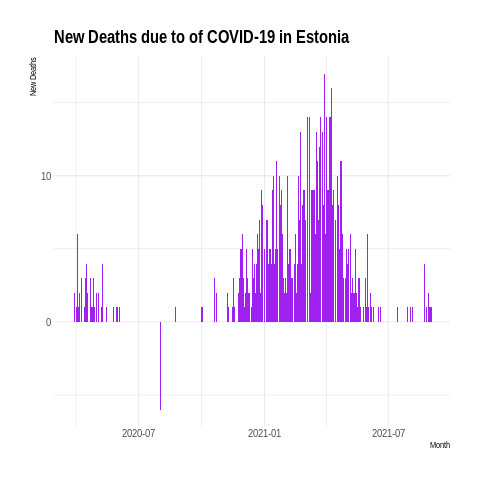 New Deaths due to of COVID-19 in Estonia
New Deaths
10
0
2020-07
2021-01
2021-07
Month